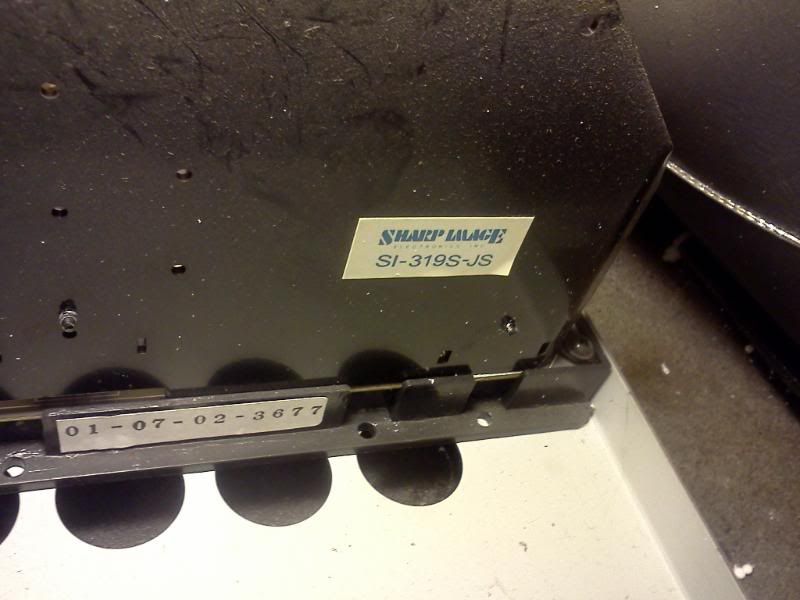 SHARP IMAGE
ELECTRONICS INC
SI-319S-JS
01-07-02-3677